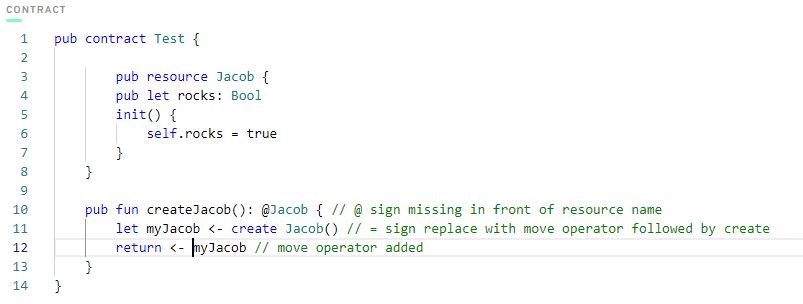 CONTRACT
1 pub contract Test {
2
3 pub resource Jacob {
4 pub let rocks: Bool
5 init() {
6 self.rocks = true
7 }
8 }
9
10 pub fun createJacob(): @Jacob { // @ sign missing in front of resource name
11 let myJacob <- create Jacob() // = sign replace with move operator followed by create
12 return <- myJacob // move operator added
13 }
14 }